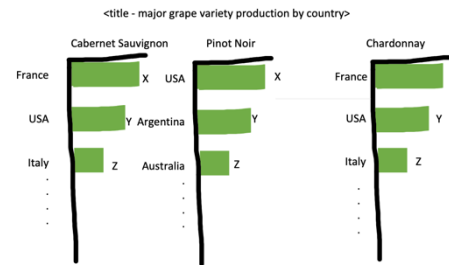 <title - major grape variety production by country>
Cabernet Sauvignon
France
X
USA
Y
Italy
Z
Pinot Noir
USA
X
Argentina
Y
Australia
Z
Chardonnay
France
USA
Y
Italy
Z